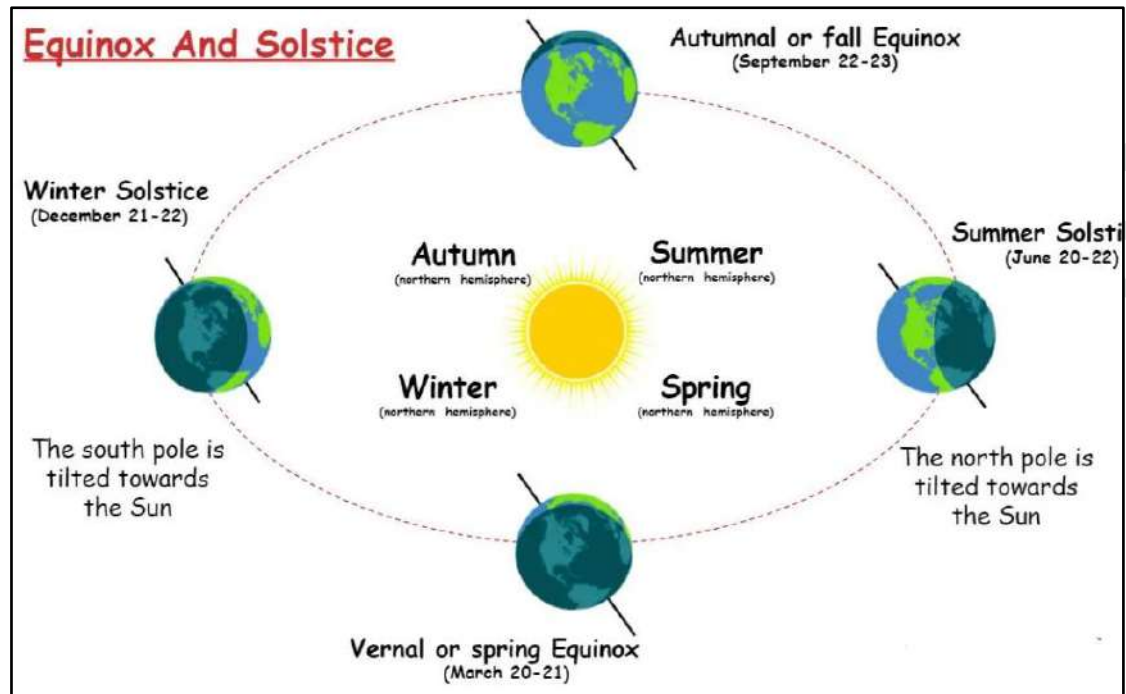 Equinox And Solstice
Autumnal or fall Equinox
(September 22-23)
Winter Solstice
(December 21-22)
Summer Solsti
(June 20-22)
Autumn
(northern hemisphere)
Summer
(northern hemisphere)
Winter
(northern hemisphere)
Spring
(northern hemisphere)
The south pole is
tilted towards
the Sun
The north pole is
tilted towards
the Sun
Vernal or spring Equinox
(March 20-21)